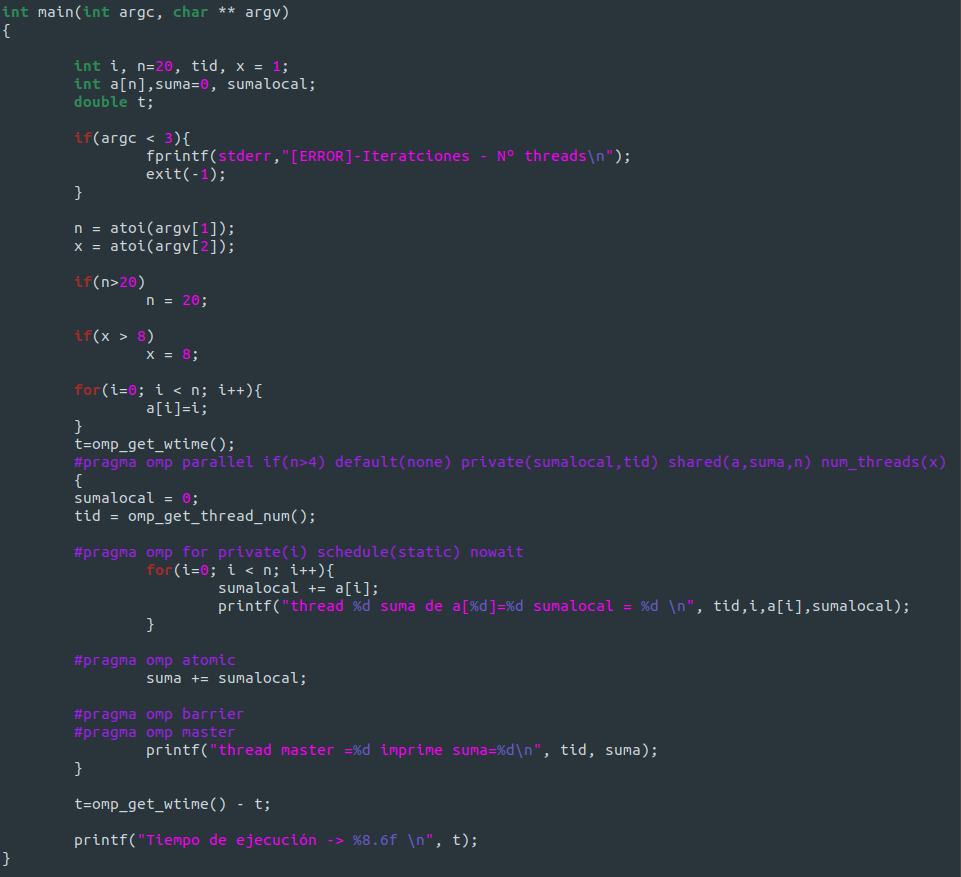 int main(int argc, char ** argv)
{
int i, n=20, tid, x = 1;
int a[n],suma=0, sumalocal;
double t;
if(argc < 3){
fprintf(stderr,"[ERROR]-Iteratciones - Nº threads\n");
exit(-1);
}
n = atoi(argv[1]);
x = atoi(argv[2]);
if(n>20)
n = 20;
if(x > 8)
x = 8;
for(i=0; i < n; i++){
a[i]=i;
}
t=omp_get_wtime();
#pragma omp parallel if(n>4) default(none) private(sumalocal,tid) shared(a,suma,n) num_threads(x)
{
sumalocal = 0;
tid = omp_get_thread_num();
#pragma omp for private(i) schedule(static) nowait
for(i=0; i < n; i++){
sumalocal += a[i];
printf("thread %d suma de a[%d]=%d sumalocal = %d \n", tid,i,a[i],sumalocal);
}
#pragma omp atomic
suma += sumalocal;
#pragma omp barrier
#pragma omp master
printf("thread master =%d imprime suma=%d\n", tid, suma);
}
t=omp_get_wtime() - t;
printf("Tiempo de ejecución -> %8.6f \n", t);
}